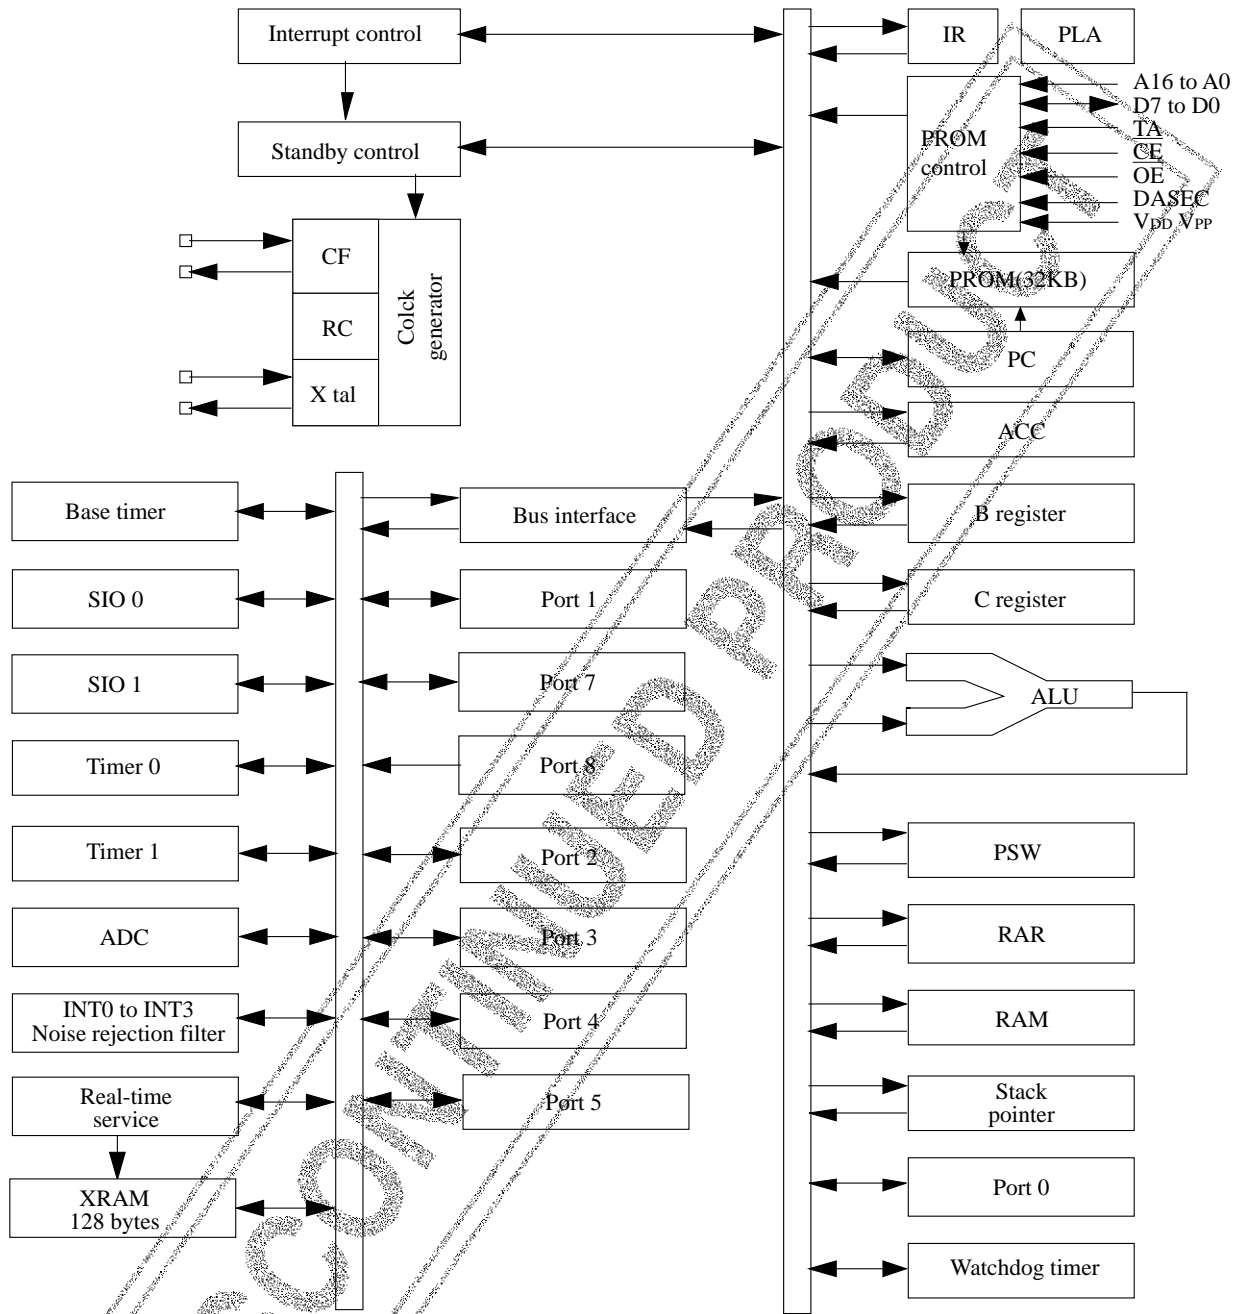 Interrupt control
IR
PLA
Standby control
PROM
control
A16 to A0
D7 to D0
TA
CE
OE
DASEC
VDD VPP
CF
RC
X tal
Colck
generator
PROM(32KB)
PC
ACC
Base timer
Bus interface
B register
SIO 0
Port 1
C register
SIO 1
Port 7
ALU
Timer 0
Port 8
Timer 1
Port 2
PSW
ADC
Port 3
RAR
INT0 to INT3
Noise rejection filter
Port 4
RAM
Real-time
service
Port 5
Stack
pointer
XRAM
128 bytes
Port 0
Watchdog timer
SCONTINUED PRODUCT